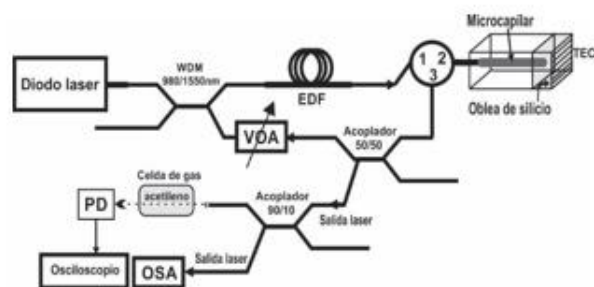 Microcapilar
TEC
Oblea de silicio
1 2
3
WDM
980/1550nm
EDF
Diodo laser
VOA
Acoplador
50/50
Celda de gas
acetileno
Acoplador
90/10
Salida laser
PD
Salida laser
Osciloscopio
OSA